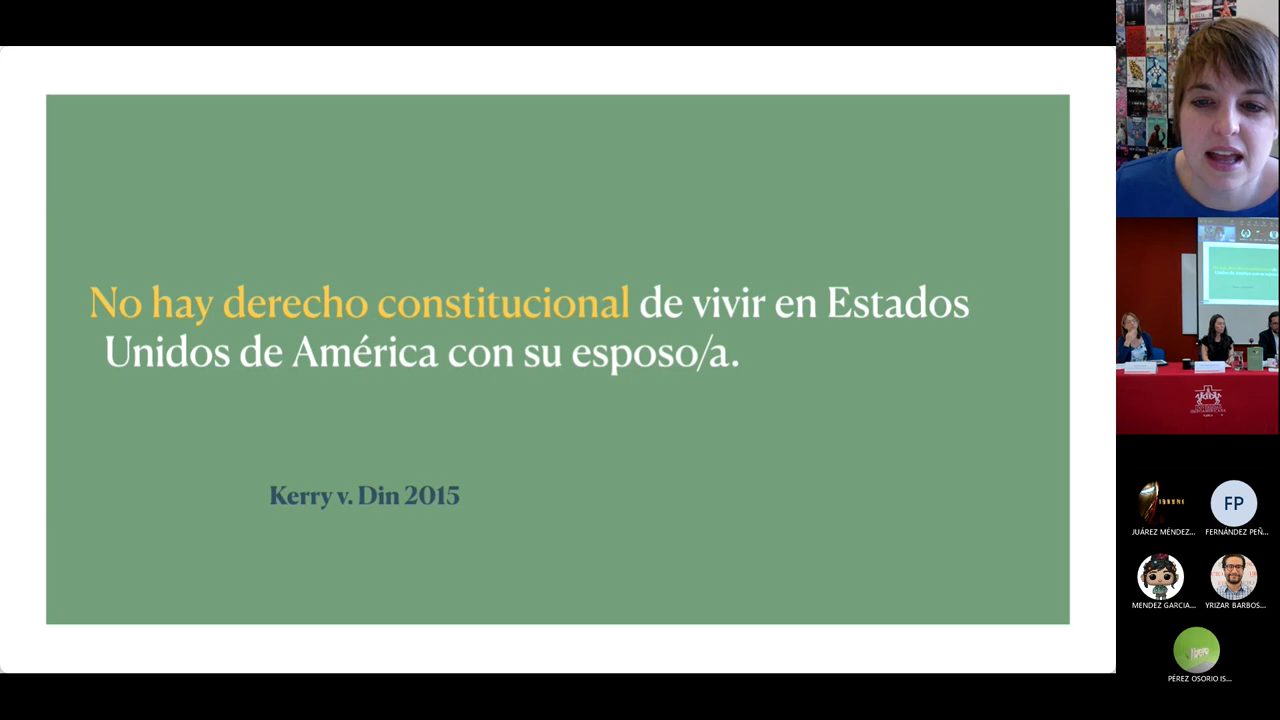 No hay derecho constitucional de vivir en Estados
Unidos de América con su esposo/a.
Kerry v. Din 2015
FP
JUÁREZ MÉNDEZ...
FERNÁNDEZ PEÑ...
MENDEZ GARCIA...
YRIZAR BARBOS...
PÉREZ OSORIO IS...